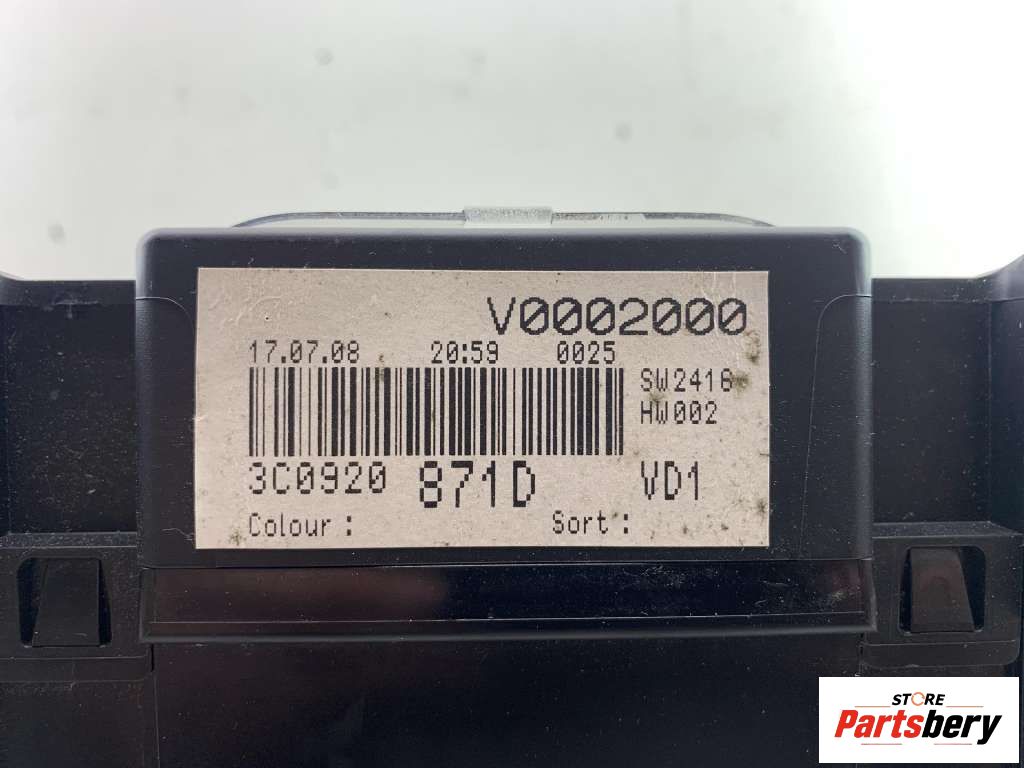 V0002000
17.07.08 20:59 0025
SW2416
HW002
3C0920 871D VD1
Colour : Sort :
STORE
Partsbery